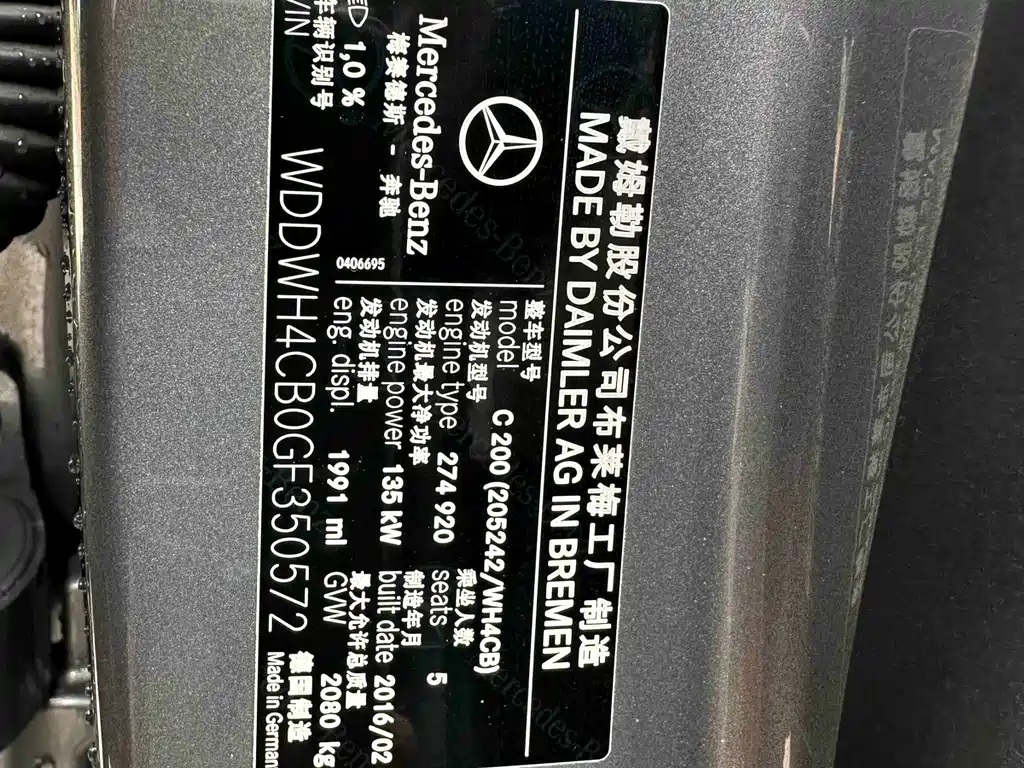 戴姆勒股份公司布莱梅工厂制造
MADE BY DAIMLER AG IN BREMEN
Mercedes-Benz
梅赛德斯 - 奔驰
1,0 %
0406695
整车型号
model C 200 (205242/WH4CB)
发动机型号
engine type 274 920
发动机最大净功率
engine power 135 kW
发动机排量
eng. displ. 1991 ml
乘坐人数
seats 5
制造年月
built date 2016/02
最大允许总质量
GVW 2080 kg
车辆识别号
VIN WDDWH4CB0GF350572
德国制造
Made in Germany